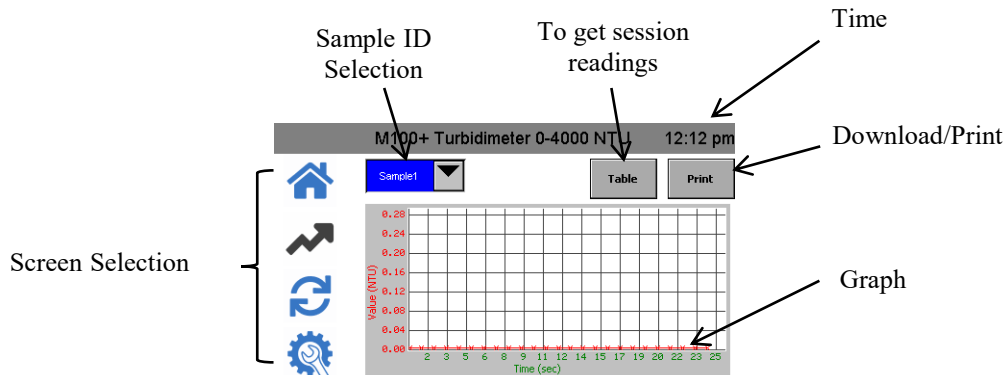 Time
Sample ID
Selection
To get session
readings
Download/Print
M100+ Turbidimeter 0-4000 NTU 12:12 pm
Sample1
Table
Print
Screen Selection
Value (NTU)
0.28
0.24
0.20
0.16
0.12
0.08
0.04
0.00
Graph
2 3 5 6 8 9 11 12 14 15 17 19 20 22 23 25
Time (sec)